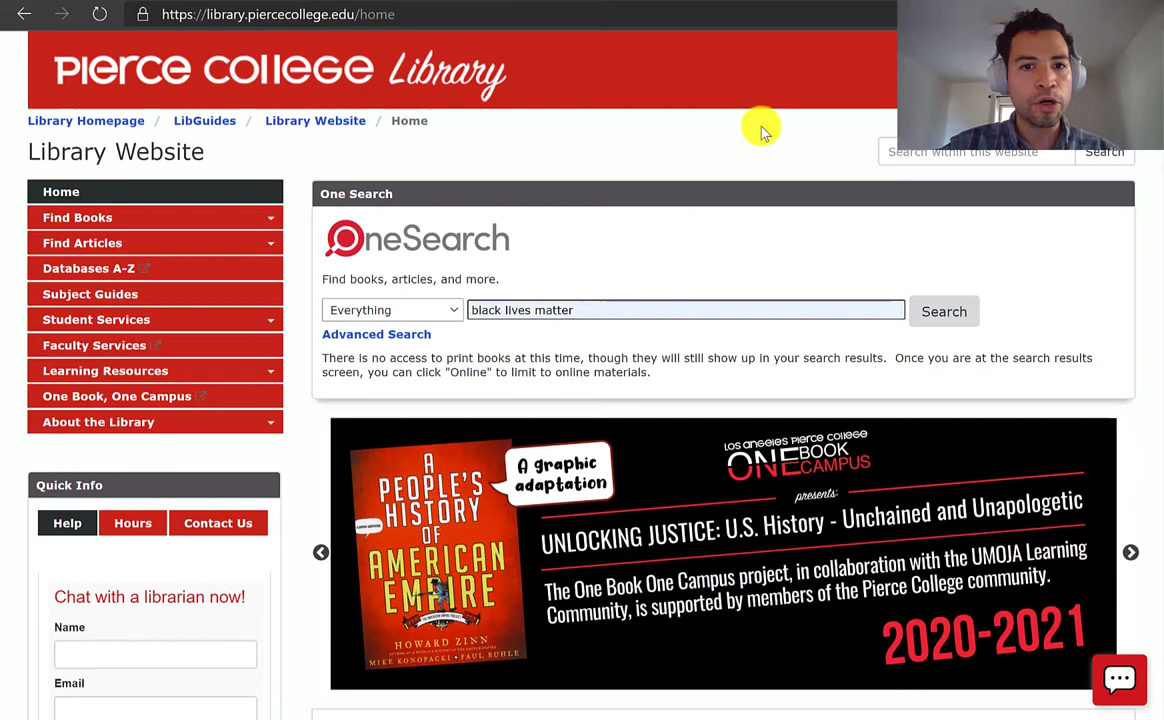 https://library.piercecollege.edu/home
PIERCE COLLEGE Library
Library Homepage / LibGuides / Library Website / Home
Library Website
Search within this website
Search
Home
Find Books
Find Articles
Databases A-Z
Subject Guides
Student Services
Faculty Services
Learning Resources
One Book, One Campus
About the Library
Quick Info
Help
Hours
Contact Us
Chat with a librarian now!
Name
Email
One Search
OneSearch
Find books, articles, and more.
Everything
black lives matter
Search
Advanced Search
There is no access to print books at this time, though they will still show up in your search results. Once you are at the search results
screen, you can click "Online" to limit to online materials.
A
PEOPLE'S
HISTORY
OF
AMERICAN
EMPIRE
HOWARD ZINN
MIKE KONOPACKI • PAUL BUHLE
A graphic
adaptation
LOS ANGELES PIERCE COLLEGE
ONE BOOK
CAMPUS
presents:
UNLOCKING JUSTICE: U.S. History - Unchained and Unapologetic
The One Book One Campus project, in collaboration with the UMOJA Learning
Community, is supported by members of the Pierce College community.
2020-2021